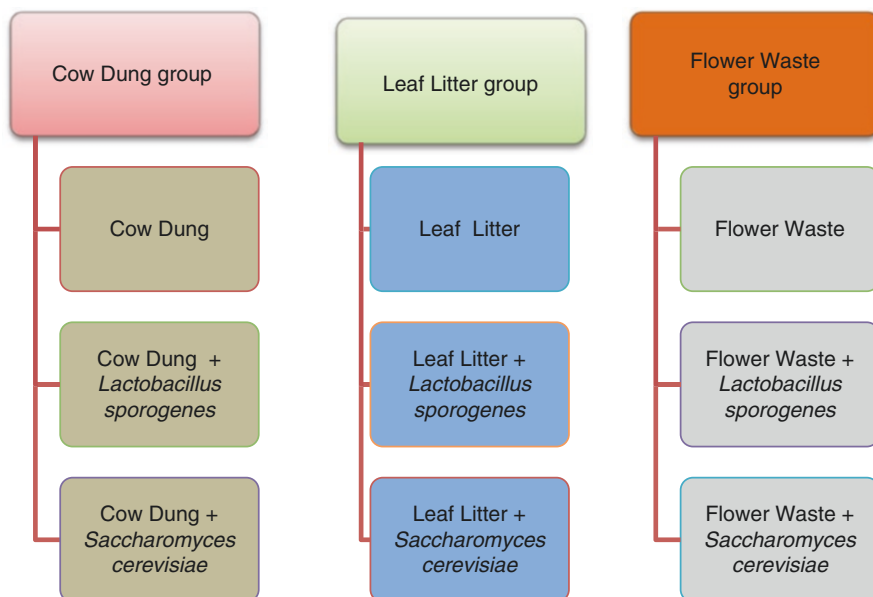 Cow Dung group
Cow Dung
Cow Dung +
Lactobacillus
sporogenes
Cow Dung +
Saccharomyces
cerevisiae
Leaf Litter group
Leaf Litter
Leaf Litter +
Lactobacillus
sporogenes
Leaf Litter +
Saccharomyces
cerevisiae
Flower Waste
group
Flower Waste
Flower Waste +
Lactobacillus
sporogenes
Flower Waste +
Saccharomyces
cerevisiae